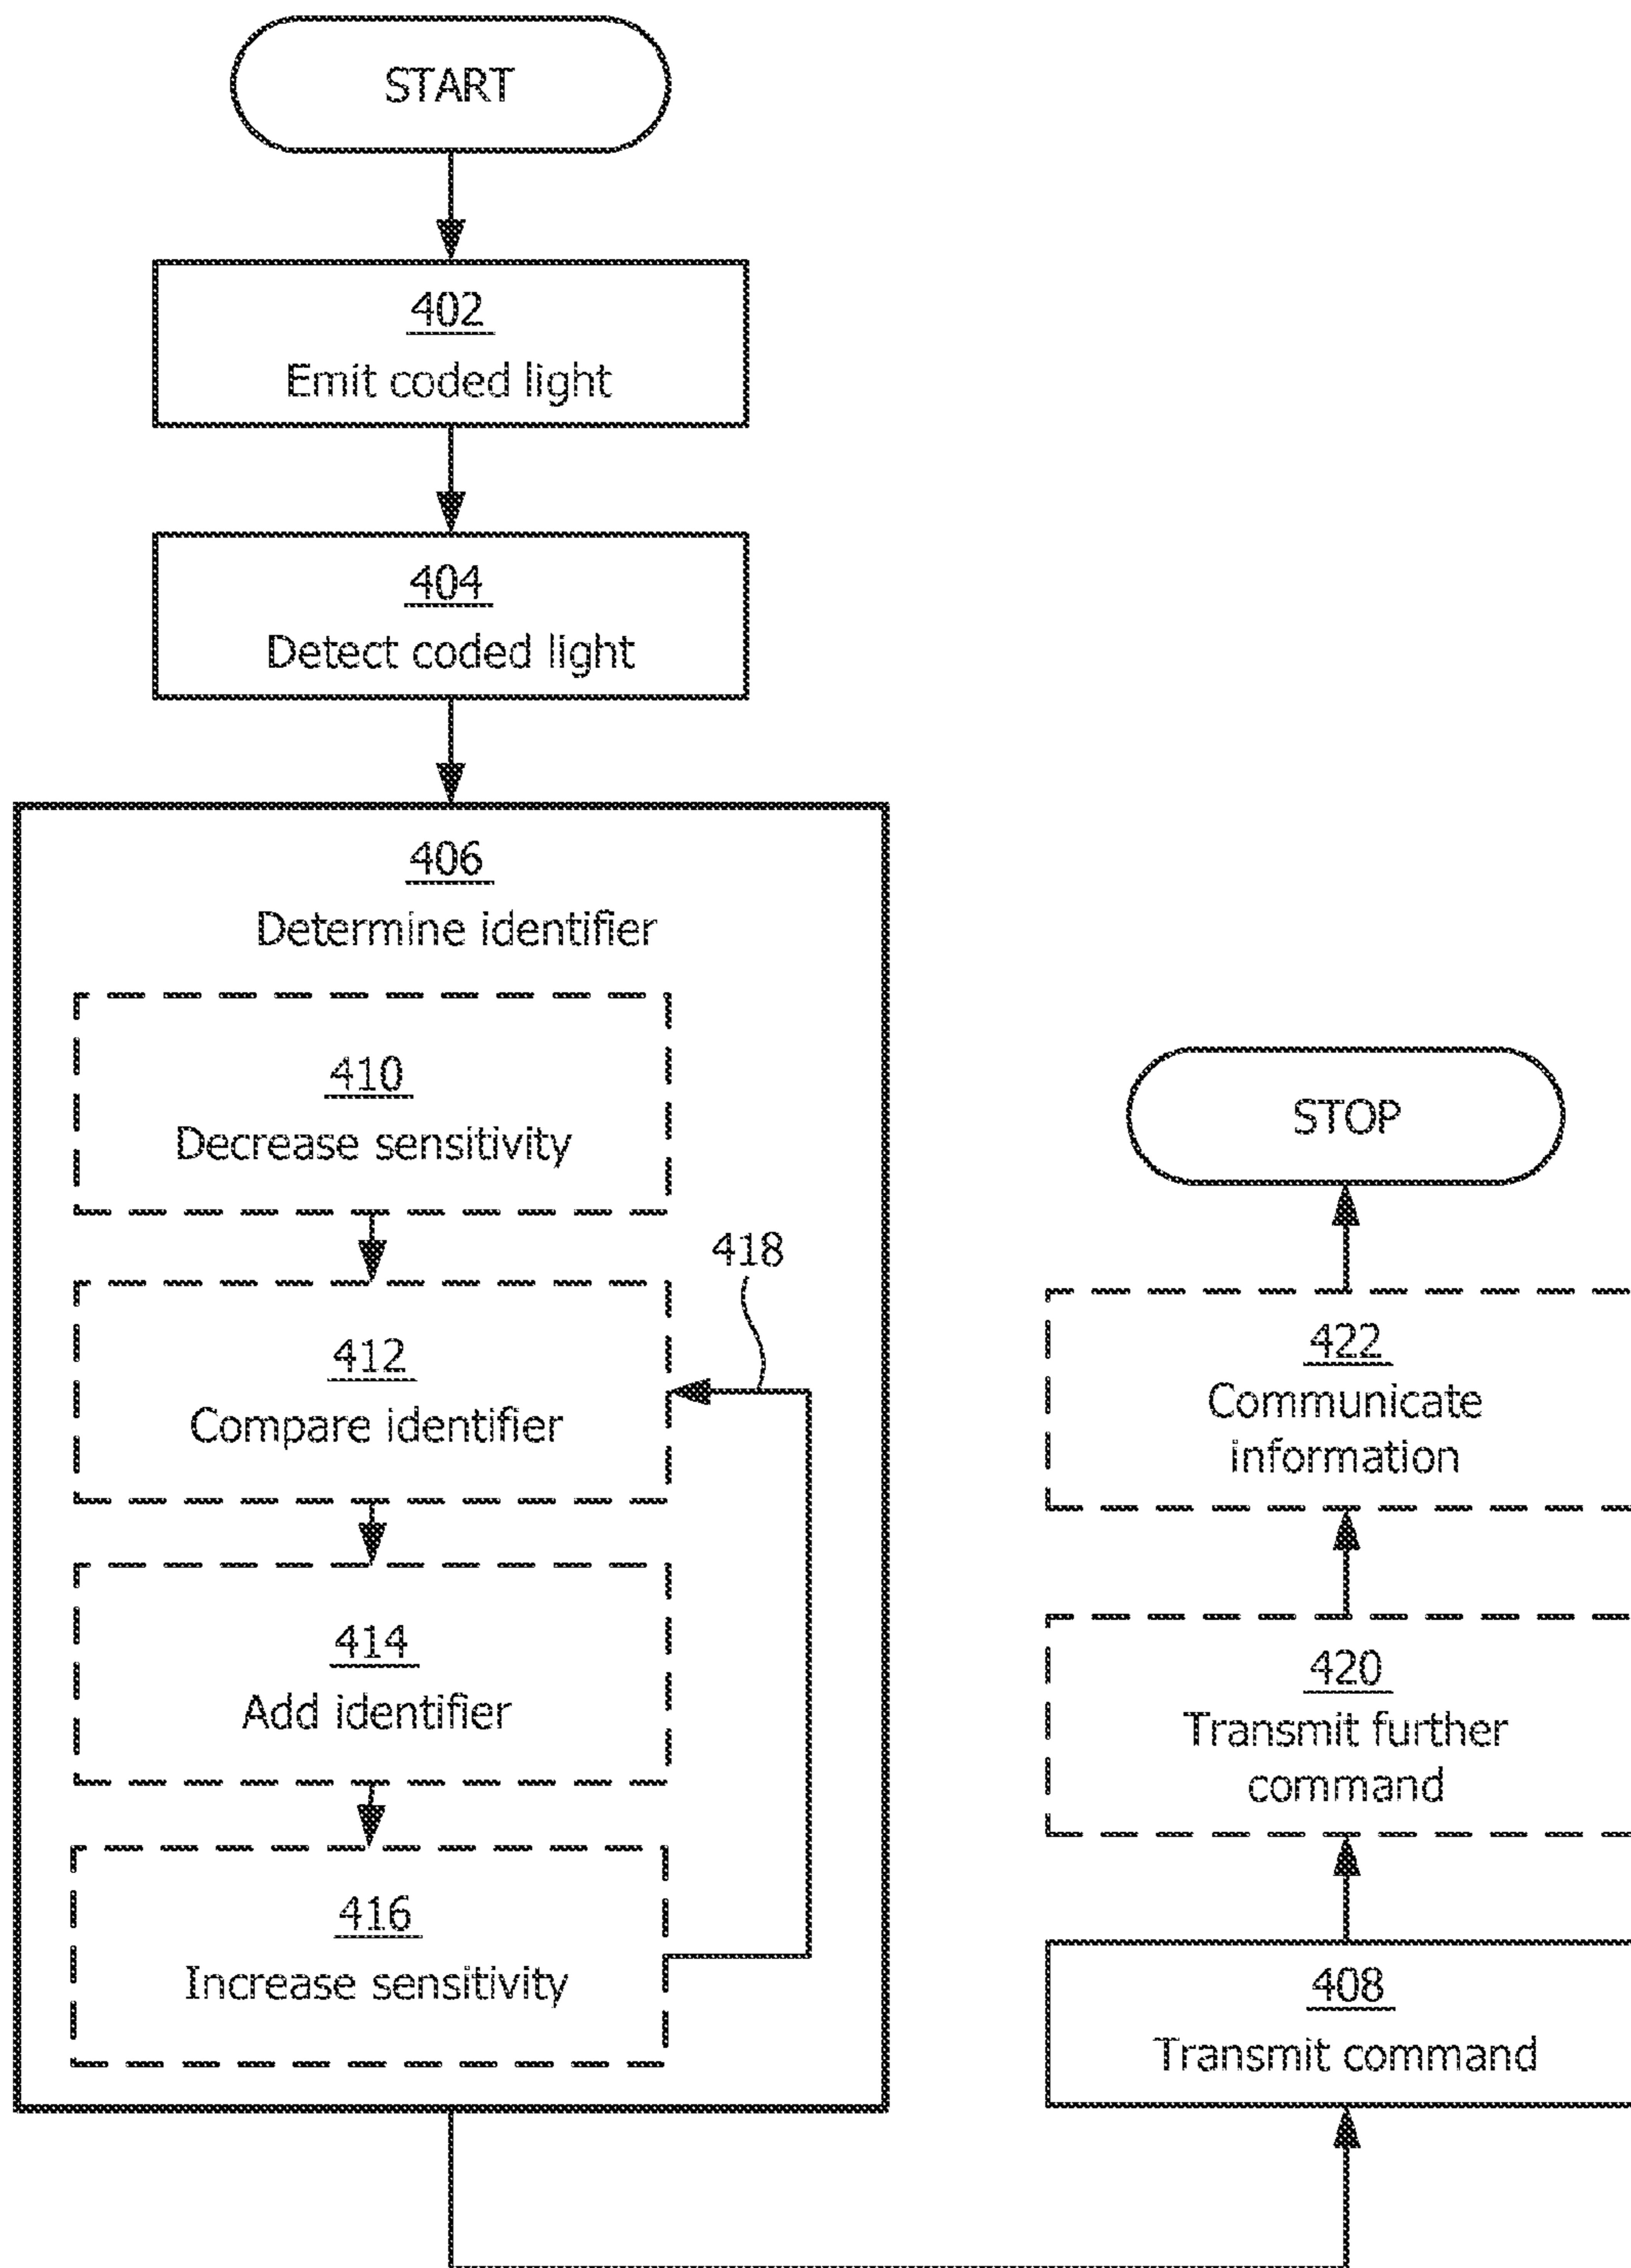 START
402
Emit coded light
404
Detect coded light
406
Determine identifier
410
Decrease sensitivity
418
412
Compare identifier
414
Add identifier
416
Increase sensitivity
STOP
422
Communicate
information
420
Transmit further
command
408
Transmit command